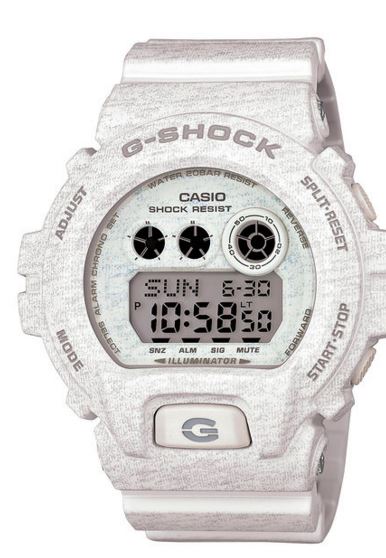 G-SHOCK
WATER 20BAR RESIST
CASIO
SHOCK RESIST
ADJUST
SPLIT-RESET
ALARM CHRONO SET
REVERSE
SUN 6-30
P LT
10:58 50
SELECT
FORWARD
SNZ ALM SIG MUTE
ILLUMINATOR
MODE
START-STOP
G